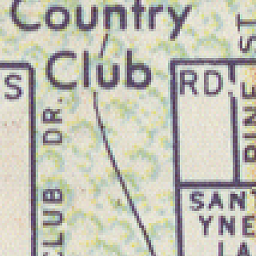 Country
Club
S
RD.
PINE ST
CLUB DR.
SANT
YNE
LA